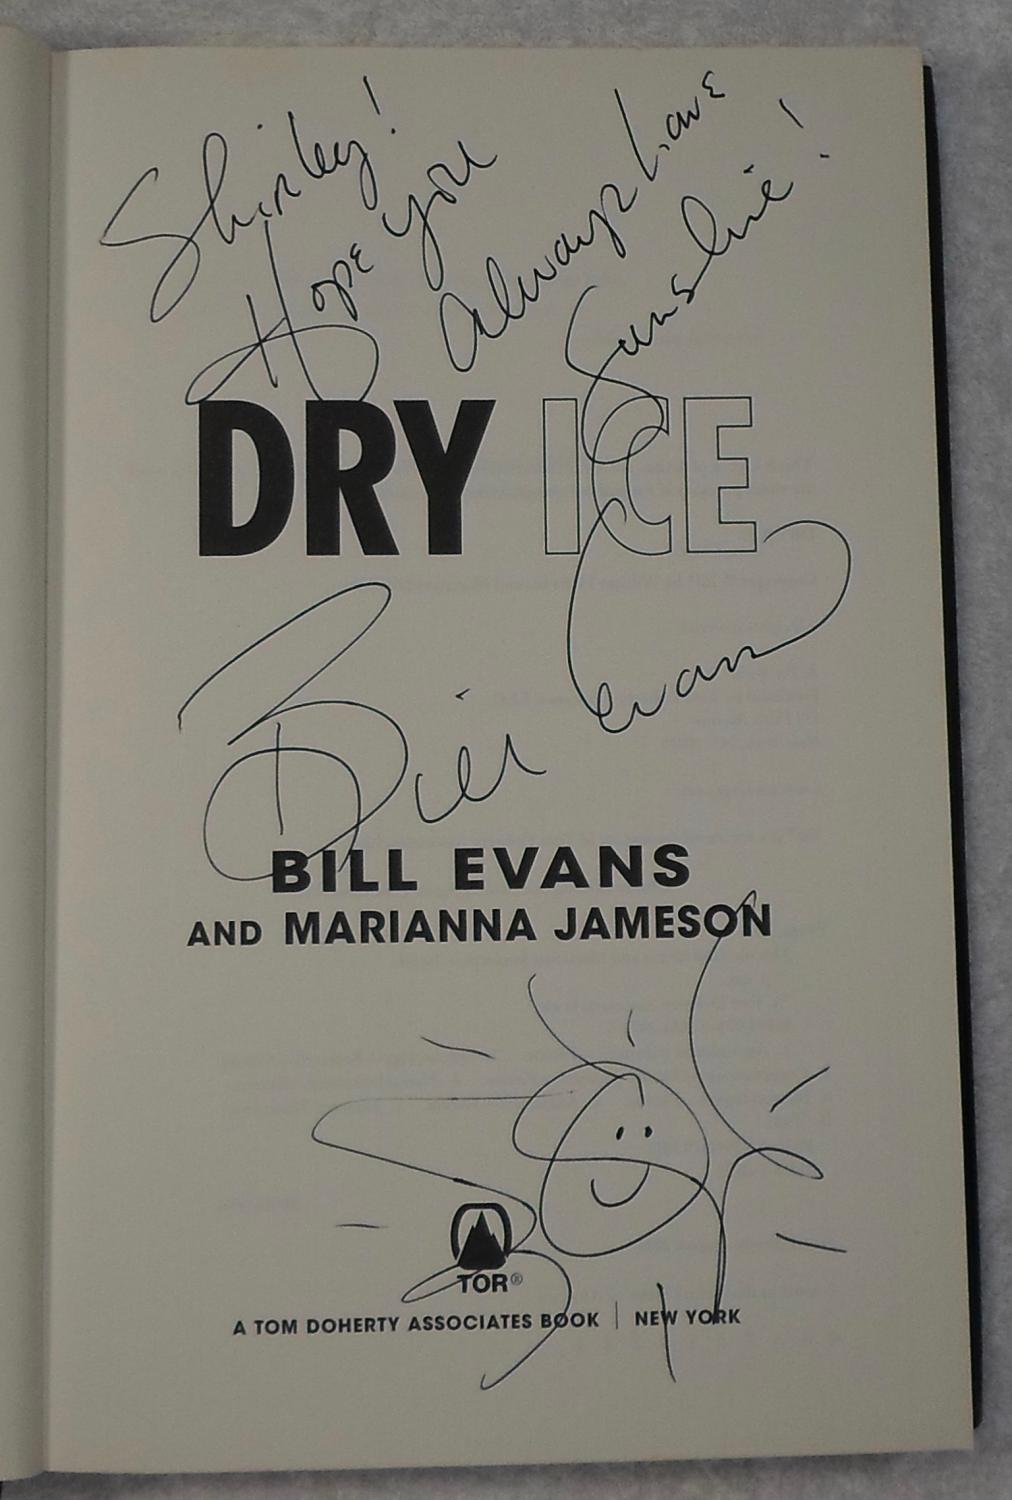 Shirley!
Hope you
always have
Sunshine!
DRY ICE
Bill Evans
BILL EVANS
AND MARIANNA JAMESON
TOR®
A TOM DOHERTY ASSOCIATES BOOK | NEW YORK